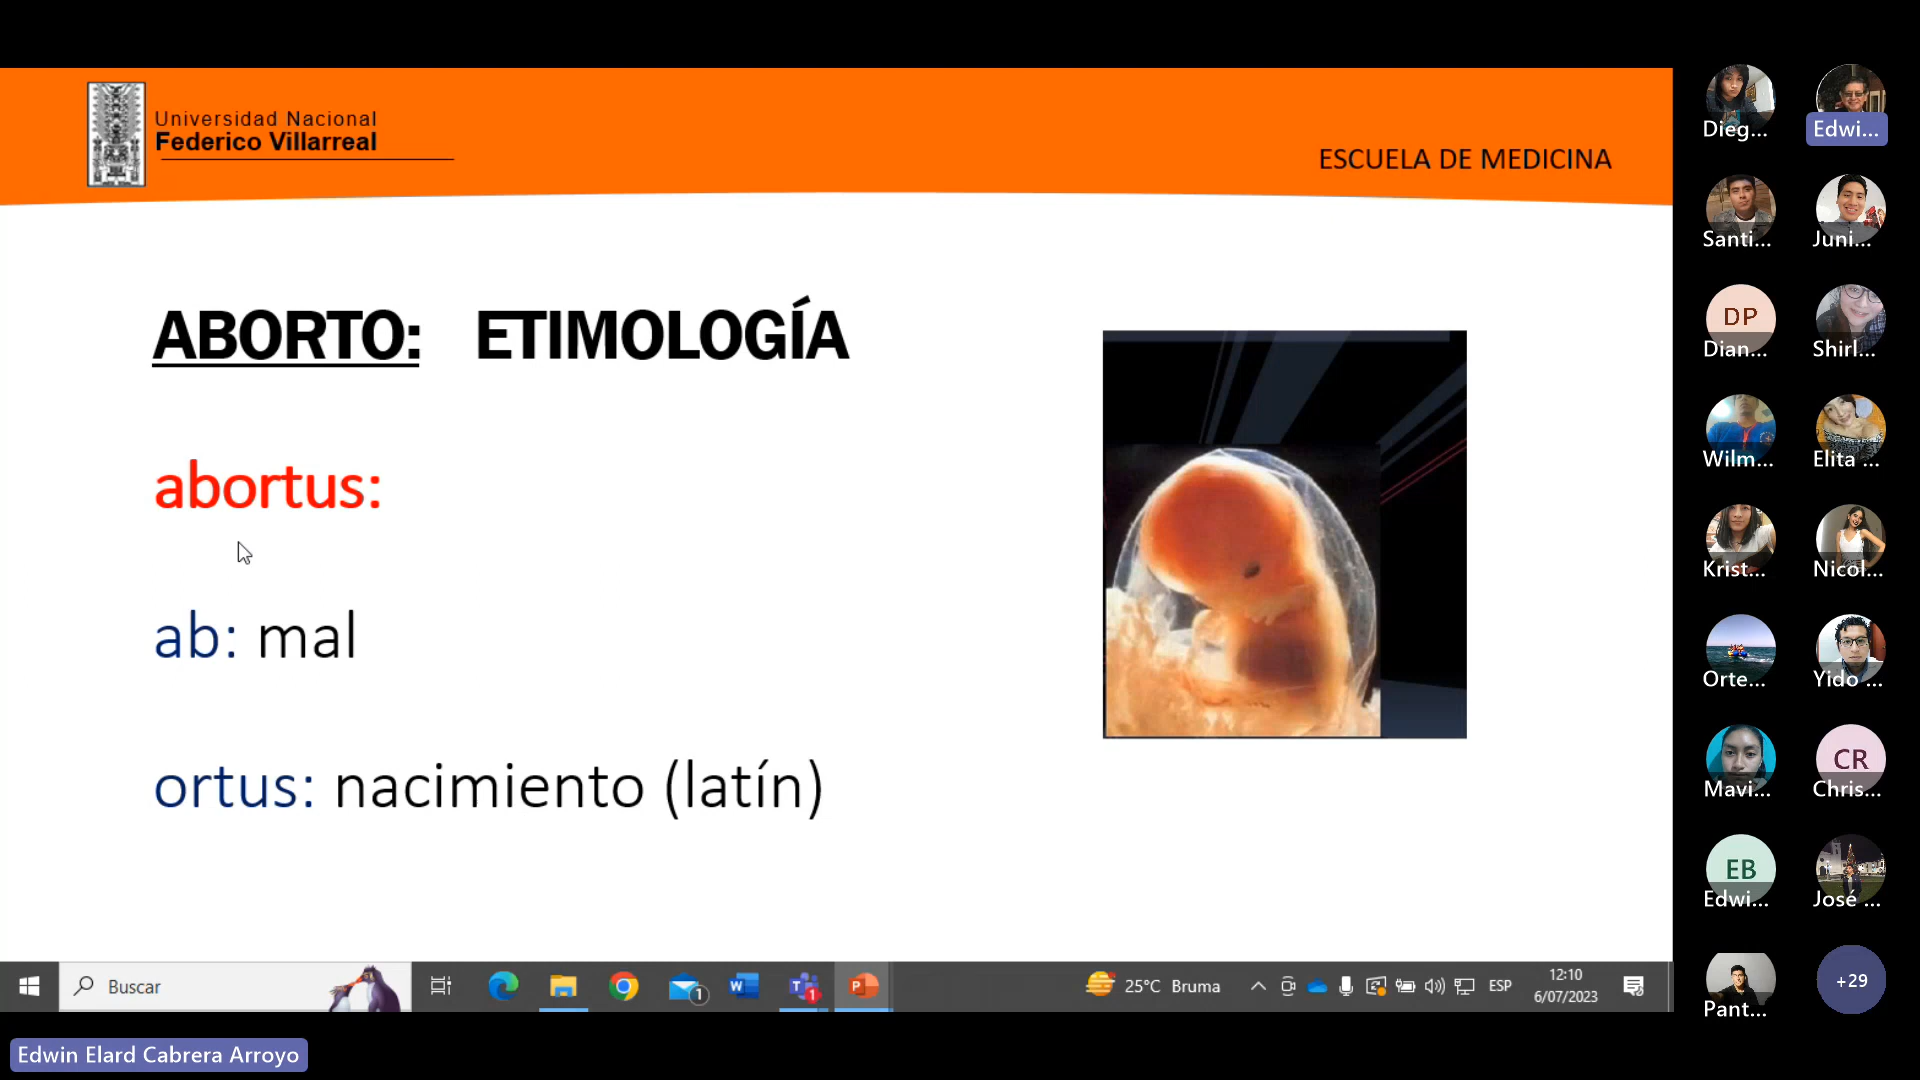 Universidad Nacional
Federico Villarreal
ESCUELA DE MEDICINA
ABORTO: ETIMOLOGÍA
abortus:
ab: mal
ortus: nacimiento (latín)
Dieg...
Edwi...
Santi...
Juni...
DP
Dian...
Shirl...
Wilm...
Elita ...
Krist...
Nicol...
Orte...
Yido ...
Mavi...
CR
Chris...
EB
Edwi...
José ...
Pant...
+29
Buscar
1
1
25°C Bruma
ESP
12:10
6/07/2023
Edwin Elard Cabrera Arroyo